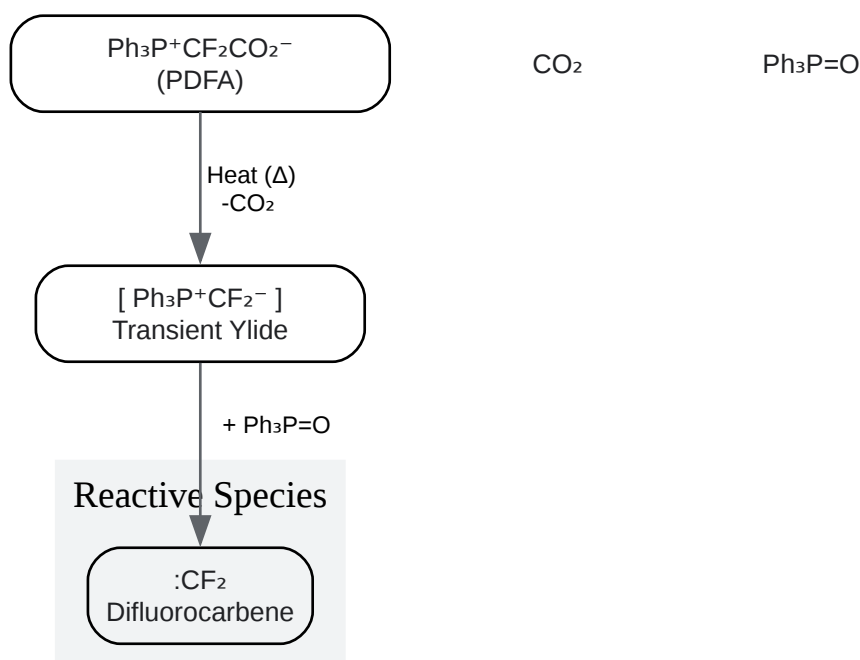 Ph₃P⁺CF₂CO₂⁻
(PDFA)
CO₂
Ph₃P=O
Heat (Δ)
-CO₂
[ Ph₃P⁺CF₂⁻ ]
Transient Ylide
+ Ph₃P=O
Reactive Species
:CF₂
Difluorocarbene